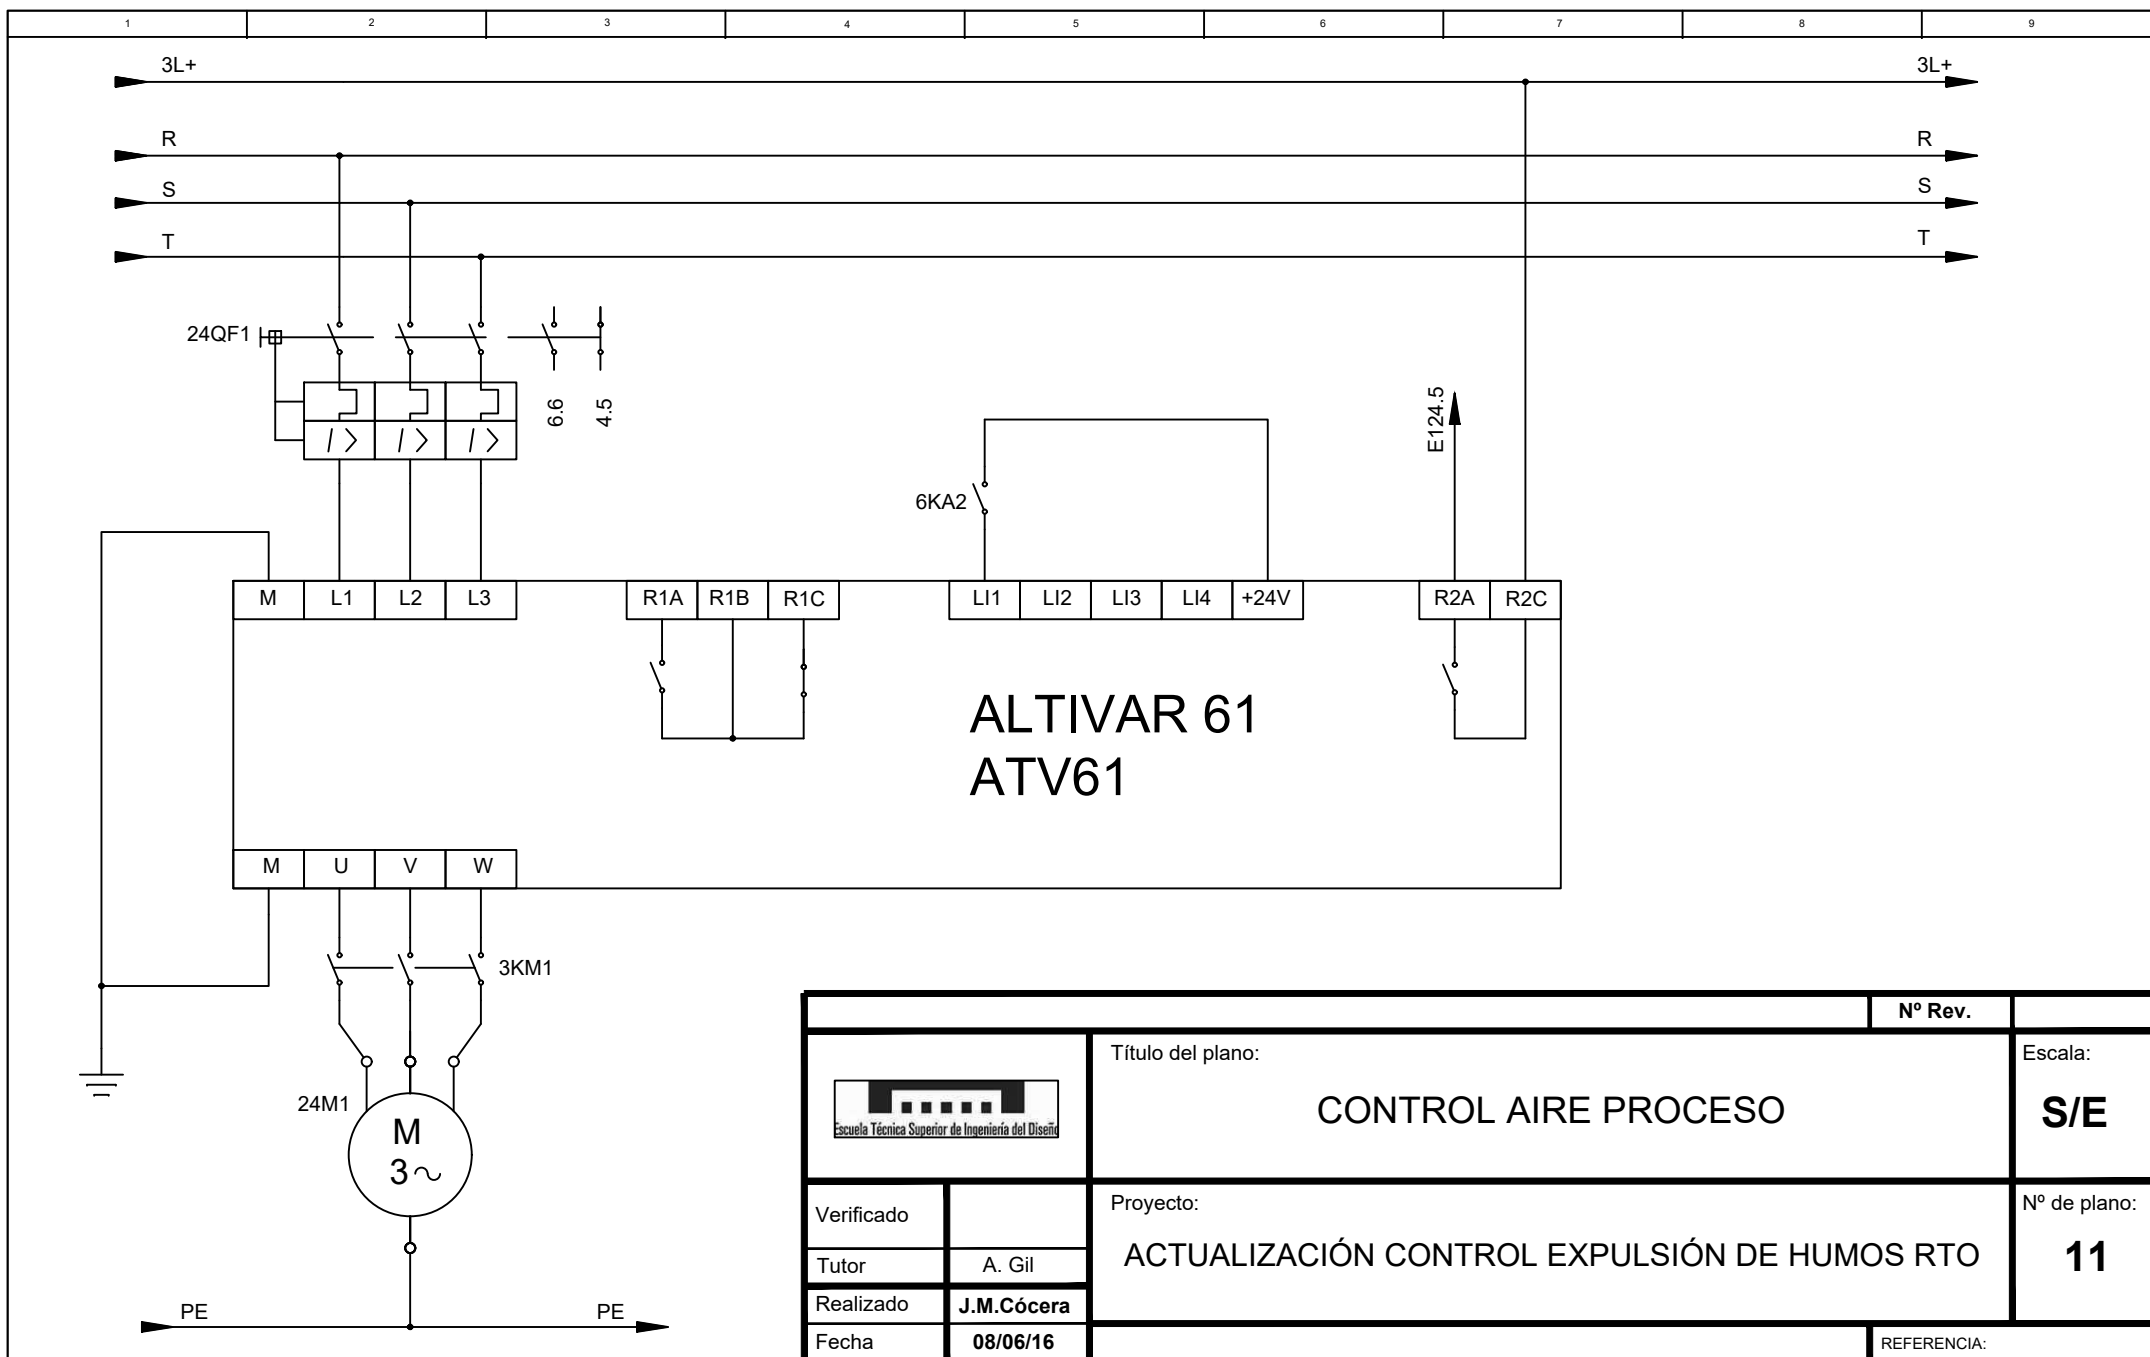 1 2 3 4 5 6 7 8 9
3L+ 3L+
R R
S S
T T
24QF1
6.6
4.5
E124.5
6KA2
M L1 L2 L3 R1A R1B R1C LI1 LI2 LI3 LI4 +24V R2A R2C
ALTIVAR 61
ATV61
M U V W
3KM1
24M1
M
3~
PE PE
Nº Rev.
Título del plano:
CONTROL AIRE PROCESO
Escala:
S/E
Escuela Técnica Superior de Ingeniería del Diseño
Verificado
Tutor A. Gil
Realizado J.M.Cócera
Fecha 08/06/16
Proyecto:
ACTUALIZACIÓN CONTROL EXPULSIÓN DE HUMOS RTO
Nº de plano:
11
REFERENCIA: